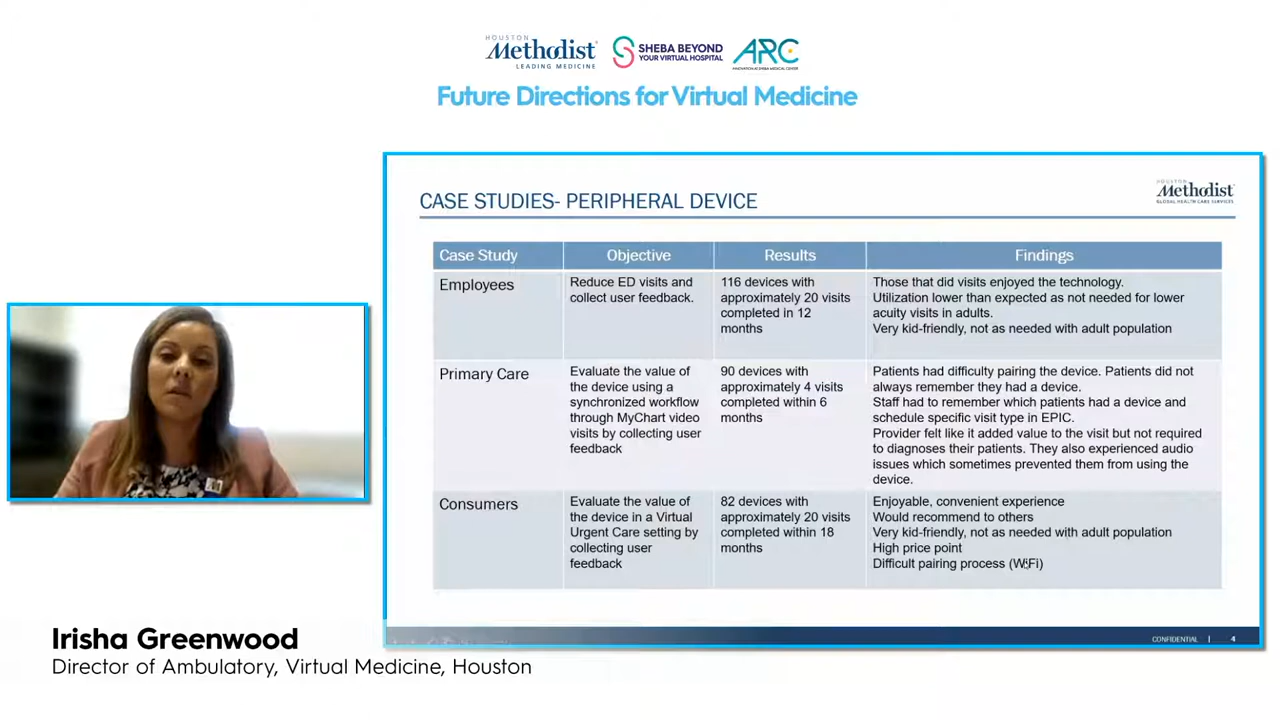 HOUSTON
Methodist
LEADING MEDICINE
SHEBA BEYOND
YOUR VIRTUAL HOSPITAL
ARC
INNOVATION AT SHEBA MEDICAL CENTER
Future Directions for Virtual Medicine
HOUSTON
Methodist
GLOBAL HEALTH CARE SERVICES
CASE STUDIES- PERIPHERAL DEVICE
Case Study Objective Results Findings
Employees
Reduce ED visits and
collect user feedback.
116 devices with
approximately 20 visits
completed in 12
months
Those that did visits enjoyed the technology.
Utilization lower than expected as not needed for lower
acuity visits in adults.
Very kid-friendly, not as needed with adult population
Primary Care
Evaluate the value of
the device using a
synchronized workflow
through MyChart video
visits by collecting user
feedback
90 devices with
approximately 4 visits
completed within 6
months
Patients had difficulty pairing the device. Patients did not
always remember they had a device.
Staff had to remember which patients had a device and
schedule specific visit type in EPIC.
Provider felt like it added value to the visit but not required
to diagnoses their patients. They also experienced audio
issues which sometimes prevented them from using the
device.
Consumers
Evaluate the value of
the device in a Virtual
Urgent Care setting by
collecting user
feedback
82 devices with
approximately 20 visits
completed within 18
months
Enjoyable, convenient experience
Would recommend to others
Very kid-friendly, not as needed with adult population
High price point
Difficult pairing process (WiFi)
CONFIDENTIAL | 4
Irisha Greenwood
Director of Ambulatory, Virtual Medicine, Houston